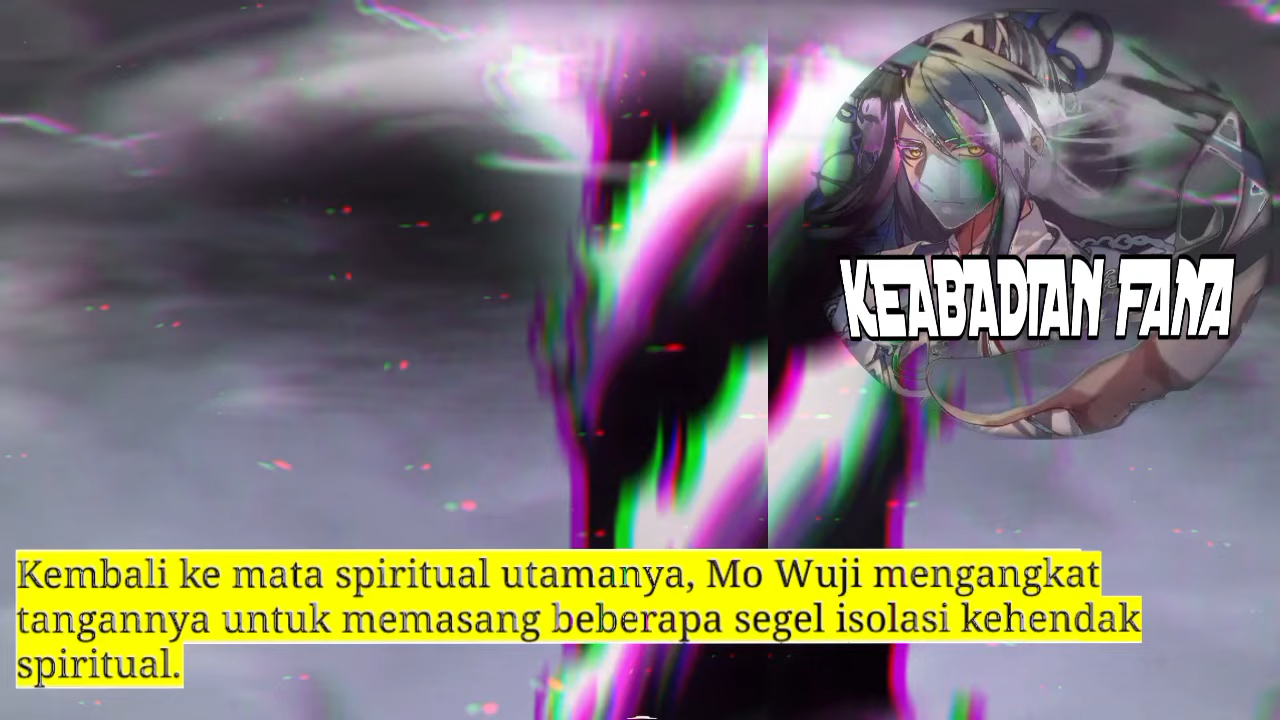 KEABADIAN FANA
Kembali ke mata spiritual utamanya, Mo Wuji mengangkat
tangannya untuk memasang beberapa segel isolasi kehendak
spiritual.